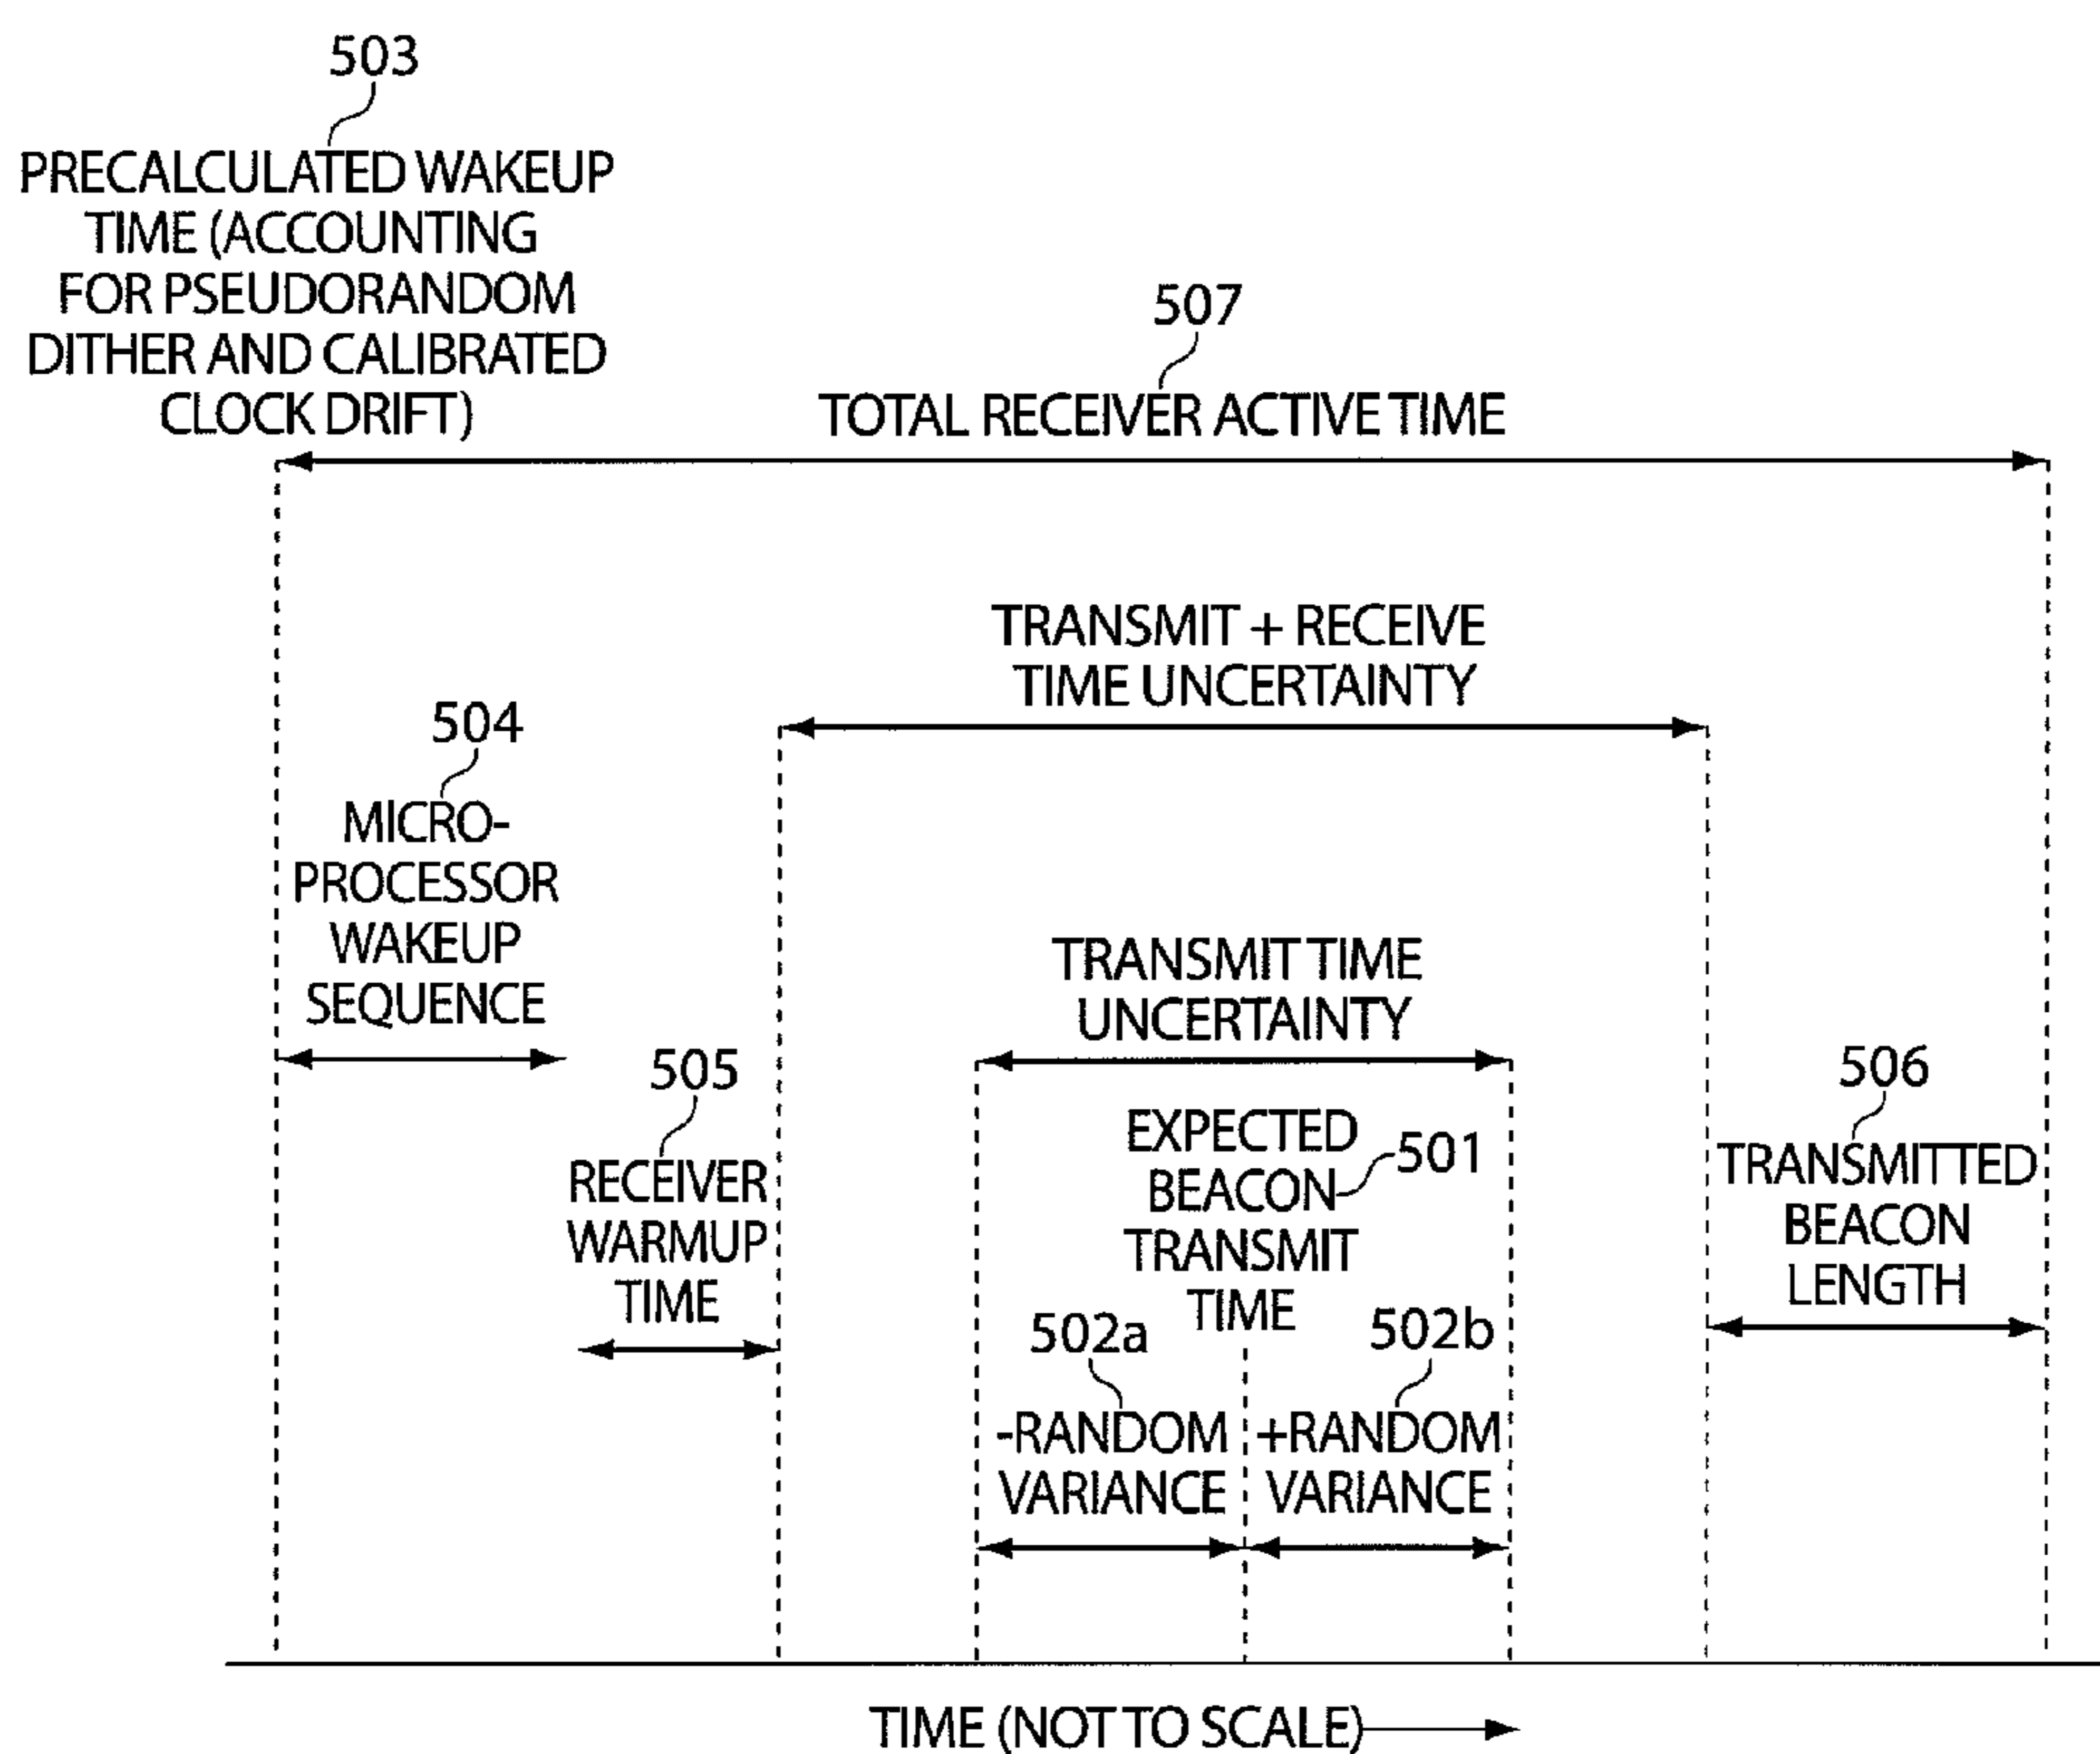 503
PRECALCULATED WAKEUP
TIME (ACCOUNTING
FOR PSEUDORANDOM
DITHER AND CALIBRATED
CLOCK DRIFT)
507
TOTAL RECEIVER ACTIVE TIME
TRANSMIT + RECEIVE
TIME UNCERTAINTY
504
MICRO-
PROCESSOR
WAKEUP
SEQUENCE
TRANSMIT TIME
UNCERTAINTY
505
RECEIVER
WARMUP
TIME
EXPECTED
BEACON
TRANSMIT
TIME
501
506
TRANSMITTED
BEACON
LENGTH
502a
-RANDOM
VARIANCE
502b
+RANDOM
VARIANCE
TIME (NOT TO SCALE)